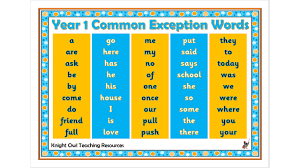 Year 1 Common Exception Words
a go me put they
are here my said to
ask has no says today
be he of school was
by his one she we
come house once so were
do I our some where
friend is pull the you
full love push there your
Knight Owl Teaching Resources